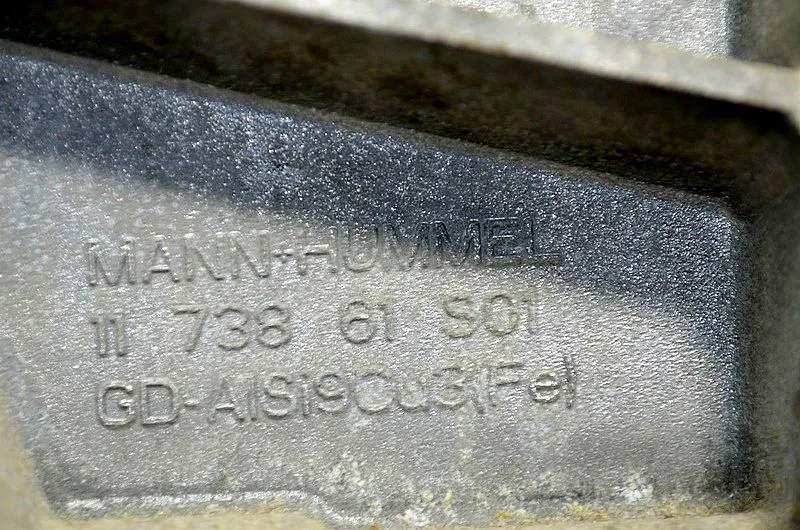 MANN+HUMMEL
11 738 61 S01
GD-AlSi9Cu3(Fe)